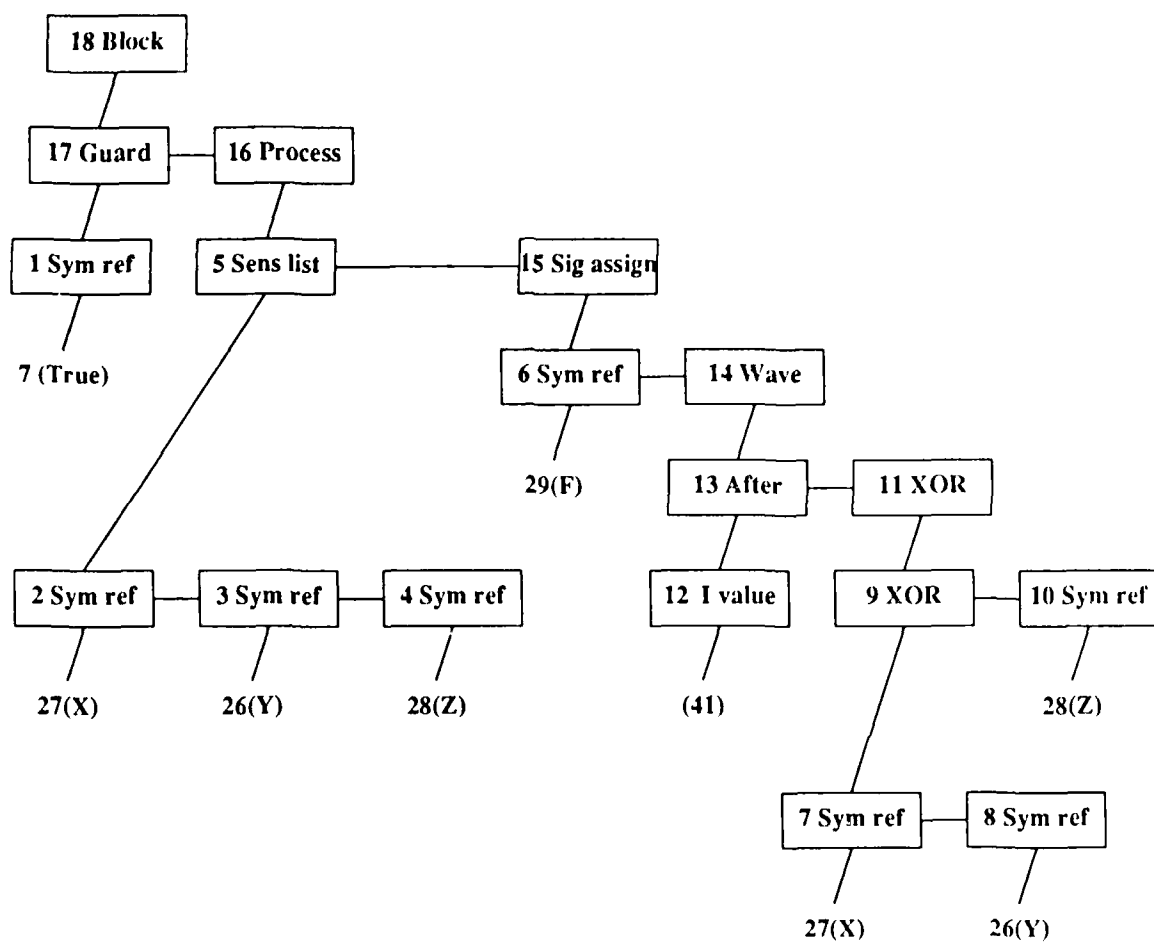 18 Block
17 Guard
16 Process
1 Sym ref
5 Sens list
15 Sig assign
7 (True)
6 Sym ref
14 Wave
29(F)
13 After
11 XOR
2 Sym ref
3 Sym ref
4 Sym ref
12 I value
9 XOR
10 Sym ref
27(X)
26(Y)
28(Z)
(41)
28(Z)
7 Sym ref
8 Sym ref
27(X)
26(Y)